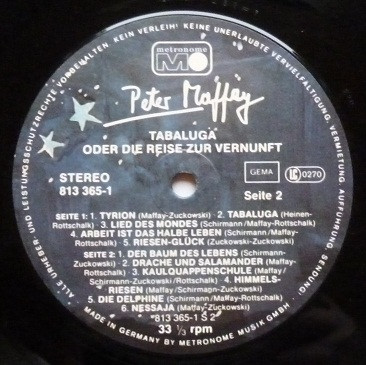 ALLE URHEBER- UND LEISTUNGSSCHUTZRECHTE VORBEHALTEN. KEIN VERLEIH! KEINE UNERLAUBTE VERVIELFÄLTIGUNG, VERMIETUNG, AUFFÜHRUNG, SENDUNG!
metronome
Peter Maffay
TABALUGA
ODER DIE REISE ZUR VERNUNFT
STEREO
813 365-1
GEMA
LC 0270
Seite 2
SEITE 1: 1. TYRION (Maffay-Zuckowski) · 2. TABALUGA (Heinen-
Rottschalk) · 3. LIED DES MONDES (Schirmann/Maffay-Rottschalk)
4. ARBEIT IST DAS HALBE LEBEN (Schirmann/Maffay-
Rottschalk) · 5. RIESEN-GLÜCK (Zuckowski-Zuckowski)
SEITE 2: 1. DER BAUM DES LEBENS (Schirmann/Maffay-
Zuckowski) · 2. DRACHE UND SALAMANDER (Maffay-
Rottschalk) · 3. KAULQUAPPENSCHULE (Maffay/
Schirmann-Zuckowski/Rottschalk) · 4. HIMMELS-
RIESEN (Maffay/Schirmann-Zuckowski)
5. DIE DELPHINE (Schirmann/Maffay-Rottschalk)
6. NESSAJA (Maffay-Zuckowski)
813 365-1 S 2
33 1/3 rpm
MADE IN GERMANY BY METRONOME MUSIK GMBH